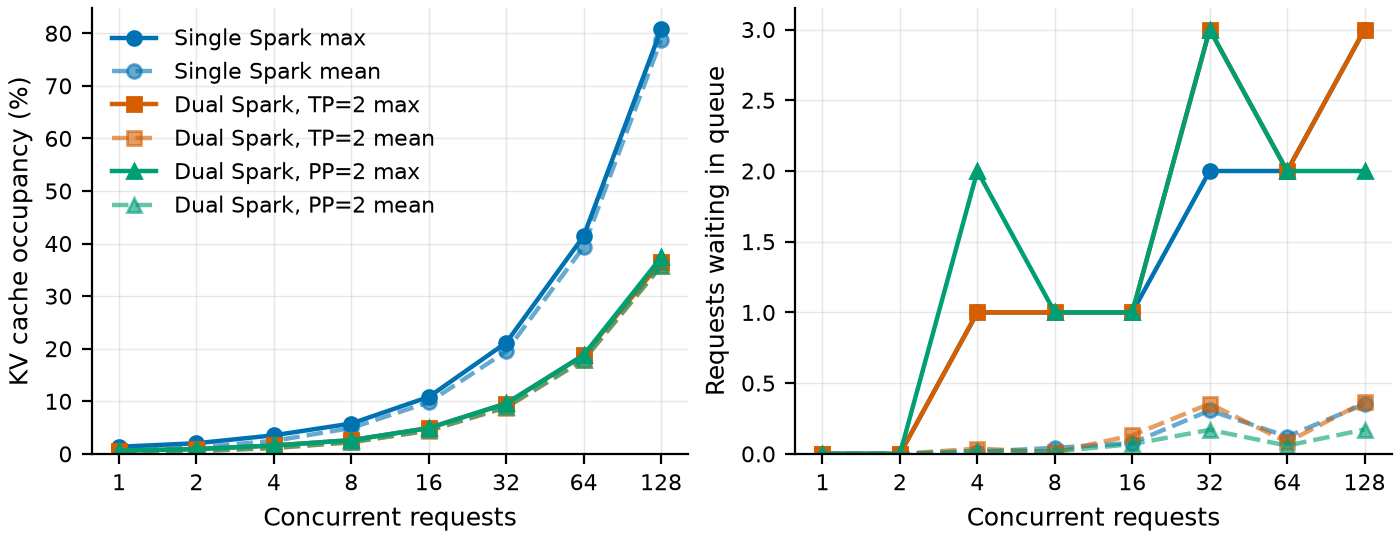 KV cache occupancy (%)
80
70
60
50
40
30
20
10
0
Single Spark max
Single Spark mean
Dual Spark, TP=2 max
Dual Spark, TP=2 mean
Dual Spark, PP=2 max
Dual Spark, PP=2 mean
1 2 4 8 16 32 64 128
Concurrent requests
Requests waiting in queue
3.0
2.5
2.0
1.5
1.0
0.5
0.0
1 2 4 8 16 32 64 128
Concurrent requests